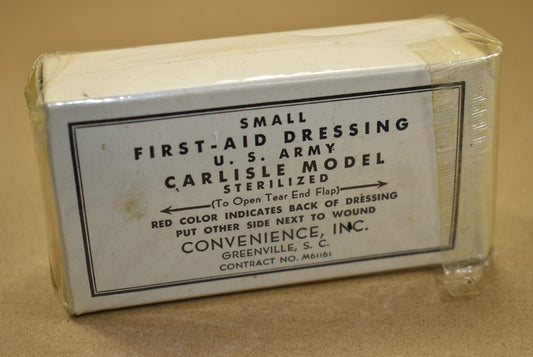 SMALL
FIRST-AID DRESSING
U. S. ARMY
CARLISLE MODEL
STERILIZED
(To Open Tear End Flap)
RED COLOR INDICATES BACK OF DRESSING
PUT OTHER SIDE NEXT TO WOUND
CONVENIENCE, INC.
GREENVILLE, S. C.
CONTRACT NO. M61161